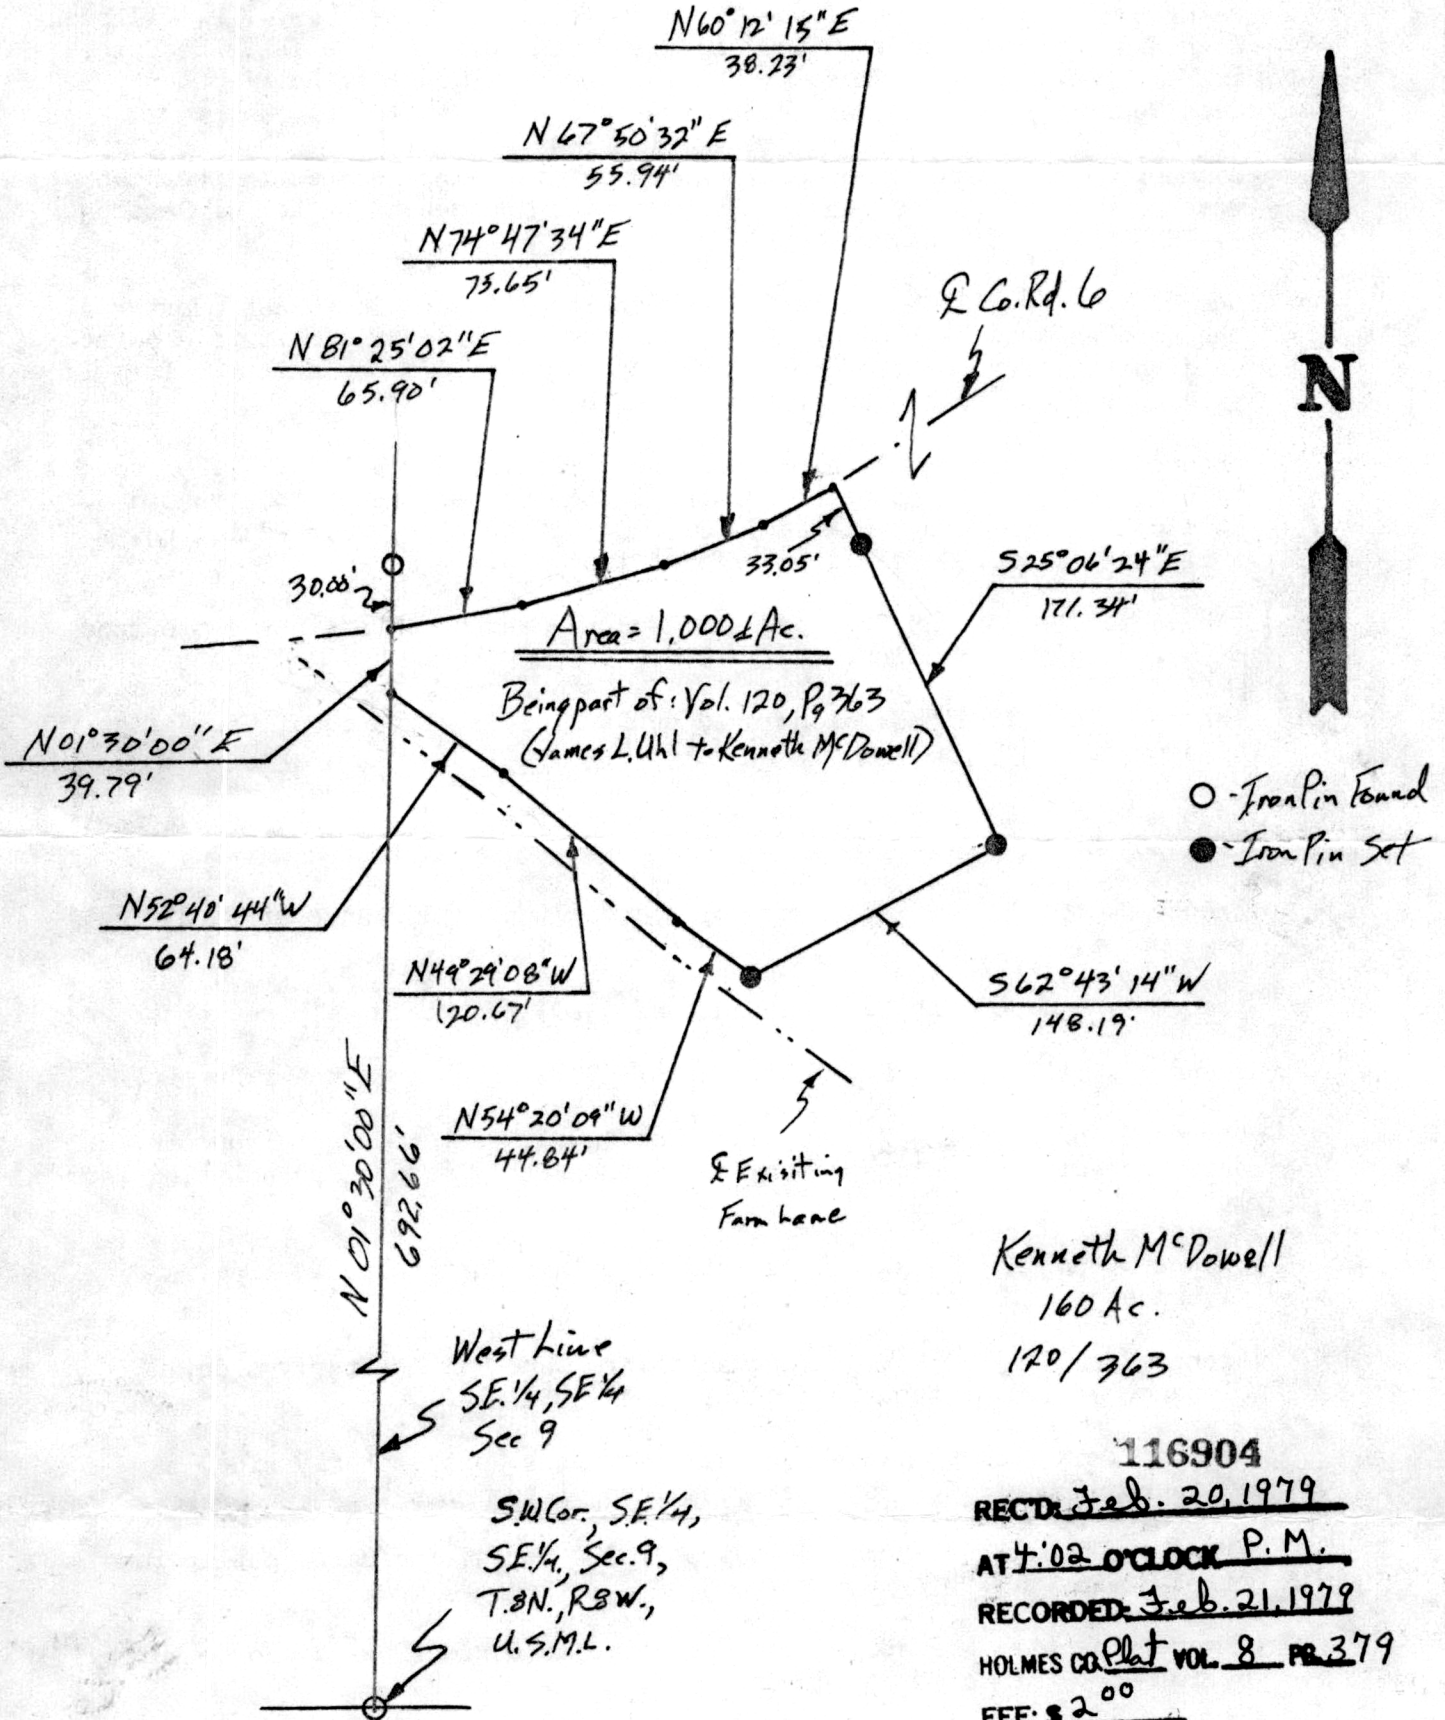 N60°12'15"E
38.23'
N67°50'32"E
55.94'
N74°47'34"E
73.65'
℄ Co.Rd.6
N81°25'02"E
65.90'
N
33.05'
S25°06'24"E
171.34'
30.00'
Area = 1.000± Ac.
Being part of: Vol. 120, Pg 363
(James L. Uhl to Kenneth McDowell)
N01°30'00"E
39.79'
O - Iron Pin Found
● - Iron Pin Set
N52°40'44"W
64.18'
N49°29'08"W
120.67'
S62°43'14"W
148.19'
N54°20'09"W
44.84'
N01°30'00"E
692.66'
℄ Exisiting
Farm Lane
Kenneth McDowell
160 Ac.
120/363
West Line
S.E.1/4, SE 1/4
Sec 9
116904
S.W.Cor., S.E.1/4,
S.E.1/4, Sec.9,
T.8N., R8W.,
U.S.M.L.
REC'D: Feb. 20, 1979
AT 4:02 O'CLOCK P.M.
RECORDED: Feb. 21, 1979
HOLMES CO. Plat VOL. 8 PG. 379
FEE: $2.00